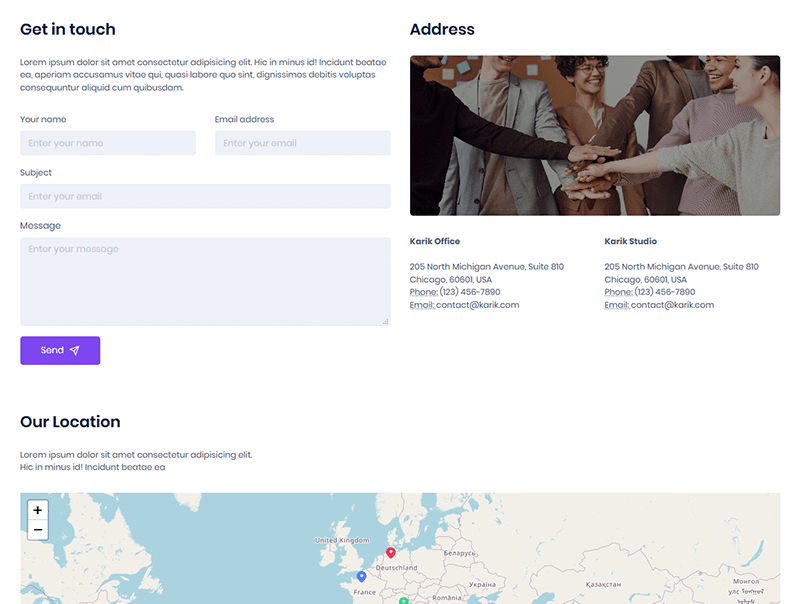 Get in touch
Lorem ipsum dolor sit amet consectetur adipisicing elit. Hic in minus id! Incidunt beatae
ea, aperiam accusamus vitae qui, quasi labore quo sint, dignissimos debitis voluptas
consequuntur aliquid cum quibusdam.
Your name
Email address
Enter your name
Enter your email
Subject
Enter your email
Message
Enter your message
Send
Address
Karik Office
205 North Michigan Avenue, Suite 810
Chicago, 60601, USA
Phone: (123) 456-7890
Email: contact@karik.com
Karik Studio
205 North Michigan Avenue, Suite 810
Chicago, 60601, USA
Phone: (123) 456-7890
Email: contact@karik.com
Our Location
Lorem ipsum dolor sit amet consectetur adipisicing elit.
Hic in minus id! Incidunt beatae ea
+
−
United Kingdom
Беларусь
Deutschland
France
Україна
România
Қазақстан
Монгол
улс